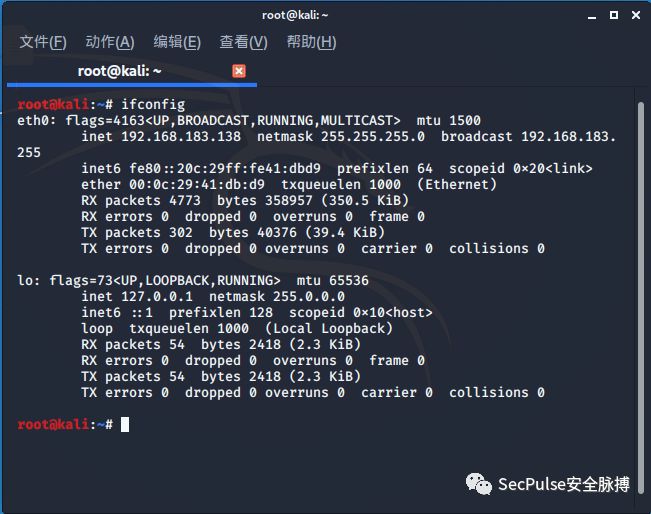 root@kali: ~
文件(F) 动作(A) 编辑(E) 查看(V) 帮助(H)
root@kali: ~
root@kali:~# ifconfig
eth0: flags=4163<UP,BROADCAST,RUNNING,MULTICAST>  mtu 1500
        inet 192.168.183.138  netmask 255.255.255.0  broadcast 192.168.183.
255
        inet6 fe80::20c:29ff:fe41:dbd9  prefixlen 64  scopeid 0×20<link>
        ether 00:0c:29:41:db:d9  txqueuelen 1000  (Ethernet)
        RX packets 4773  bytes 358957 (350.5 KiB)
        RX errors 0  dropped 0  overruns 0  frame 0
        TX packets 302  bytes 40376 (39.4 KiB)
        TX errors 0  dropped 0 overruns 0  carrier 0  collisions 0

lo: flags=73<UP,LOOPBACK,RUNNING>  mtu 65536
        inet 127.0.0.1  netmask 255.0.0.0
        inet6 ::1  prefixlen 128  scopeid 0×10<host>
        loop  txqueuelen 1000  (Local Loopback)
        RX packets 54  bytes 2418 (2.3 KiB)
        RX errors 0  dropped 0  overruns 0  frame 0
        TX packets 54  bytes 2418 (2.3 KiB)
        TX errors 0  dropped 0 overruns 0  carrier 0  collisions 0

root@kali:~#
SecPulse安全脉搏